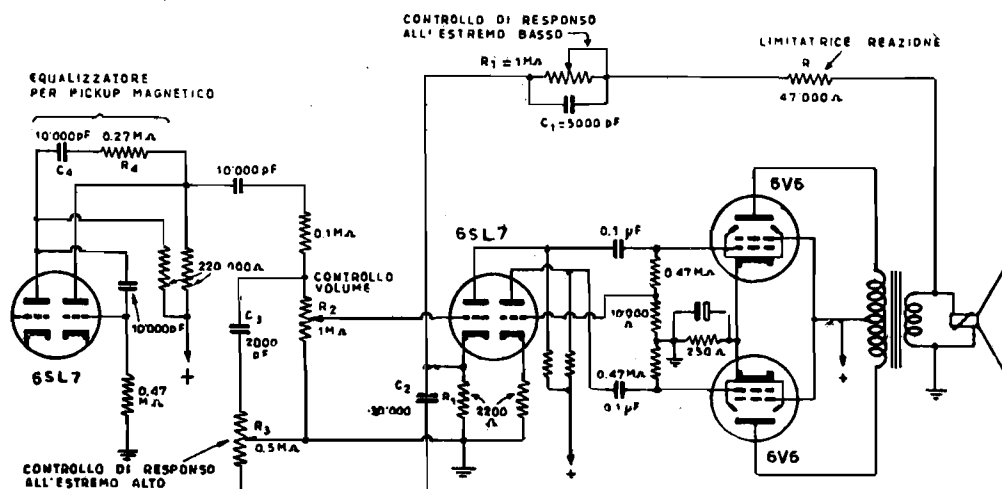 CONTROLLO DI RESPONSO
ALL'ESTREMO BASSO
R1=1MΩ
C1=5000 pF
LIMITATRICE REAZIONE
R
47.000Ω
EQUALIZZATORE
PER PICKUP MAGNETICO
10.000pF
0.27MΩ
C4
R4
10.000pF
0.1MΩ
220.000Ω
10.000pF
6SL7
0.47
MΩ
+
CONTROLLO
VOLUME
R2
1MΩ
C3
2000
pF
R3
0.5MΩ
CONTROLLO DI RESPONSO
ALL'ESTREMO ALTO
6SL7
C2
30.000
R1
2200
Ω
0.1 µF
0.47MΩ
10.000
Ω
250Ω
0.47MΩ
0.1 µF
+
6V6
6V6
+